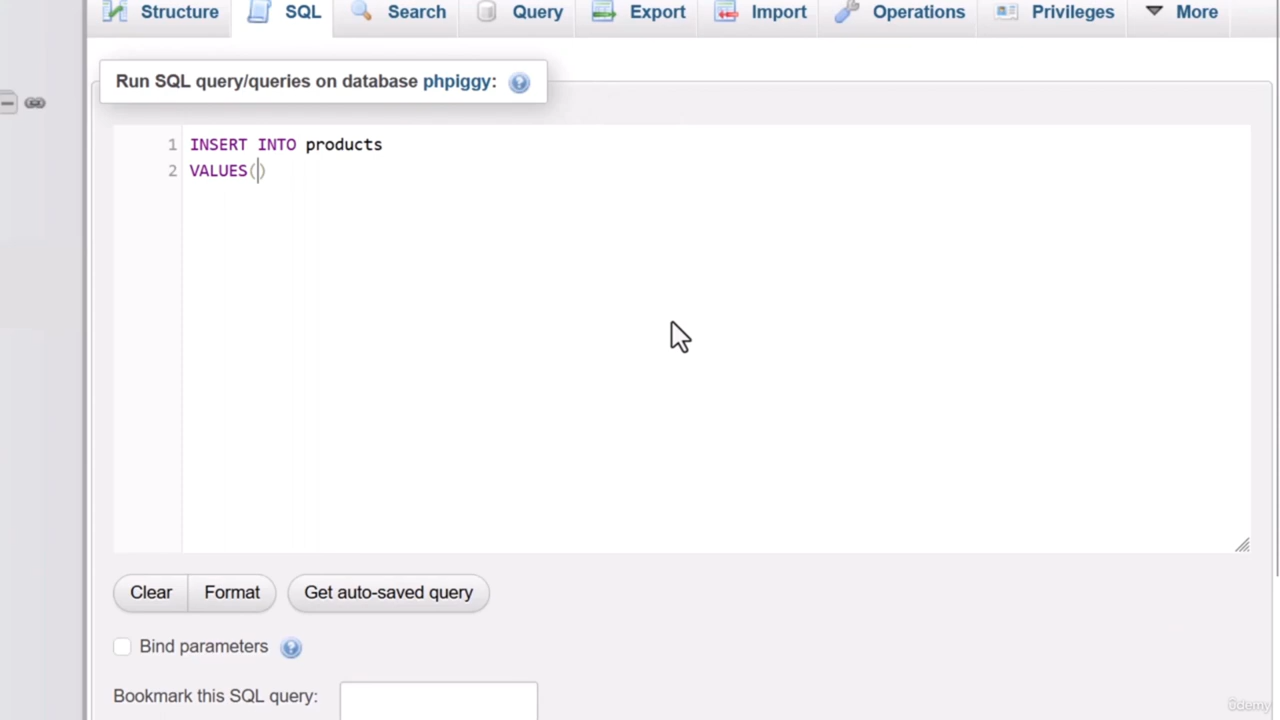 Structure SQL Search Query Export Import Operations Privileges More
Run SQL query/queries on database phpiggy:
1 INSERT INTO products
2 VALUES()
Clear Format Get auto-saved query
Bind parameters
Bookmark this SQL query:
ûdemy